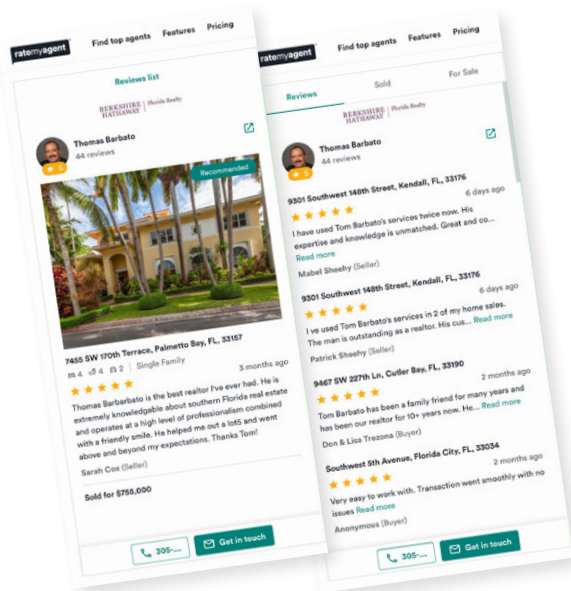 ratemyagent
Find top agents Features Pricing
Reviews list
BERKSHIRE HATHAWAY | Florida Realty
Thomas Barbato
44 reviews
5
Recommended
7455 SW 170th Terrace, Palmetto Bay, FL, 33157
4 4 2 | Single Family
3 months ago
Thomas Barbarbato is the best realtor I've ever had. He is
extremely knowledgable about southern Florida real estate
and operates at a high level of professionalism combined
with a friendly smile. He helped me out a lot5 and went
above and beyond my expectations. Thanks Tom!
Sarah Cox (Seller)
Sold for $755,000
305-...
Get in touch
ratemyagent
Find top agents Features Pricing
Reviews Sold For Sale
BERKSHIRE HATHAWAY | Florida Realty
Thomas Barbato
44 reviews
5
9301 Southwest 148th Street, Kendall, FL, 33176
6 days ago
I have used Tom Barbato's services twice now. His
expertise and knowledge is unmatched. Great and co...
Read more
Mabel Sheehy (Seller)
9301 Southwest 148th Street, Kendall, FL, 33176
6 days ago
I ve used Tom Barbato's services in 2 of my home sales.
The man is outstanding as a realtor. His cus... Read more
Patrick Sheehy (Seller)
9467 SW 227th Ln, Cutler Bay, FL, 33190
2 months ago
Tom Barbato has been a family friend for many years and
has been our realtor for 10+ years now. He... Read more
Don & Lisa Trezona (Buyer)
Southwest 5th Avenue, Florida City, FL, 33034
2 months ago
Very easy to work with. Transaction went smoothly with no
issues Read more
Anonymous (Buyer)
305-...
Get in touch